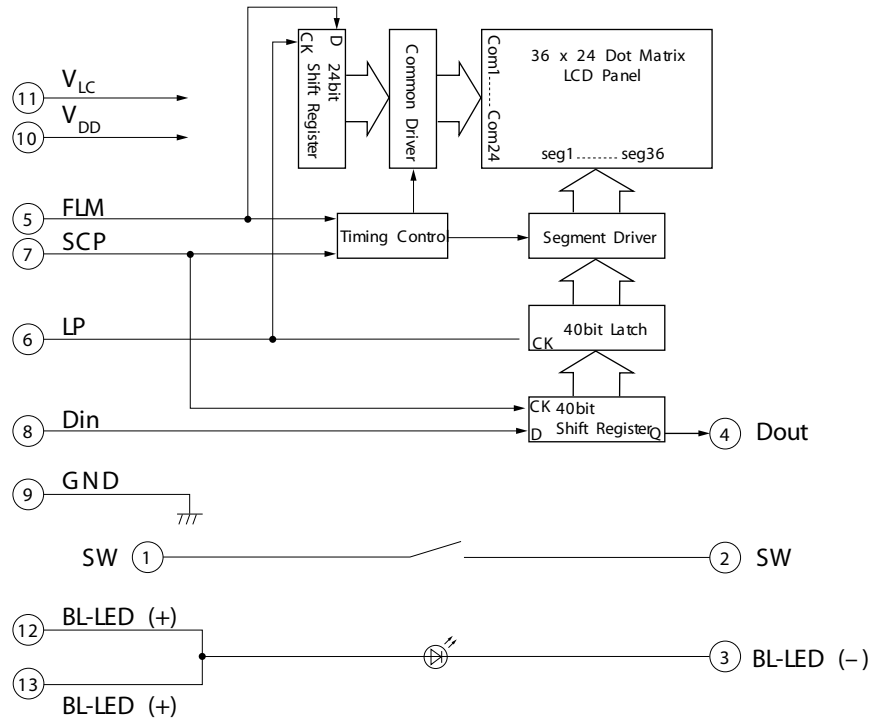 D
CK
24bit
Shift Register
Common Driver
Com1........Com24
36 x 24 Dot Matrix
LCD Panel
seg1........seg36
11
VLC
10
VDD
5
FLM
7
SCP
Timing Control
Segment Driver
6
LP
40bit Latch
CK
8
Din
CK 40bit
D Shift Register Q
4 Dout
9
GND
SW 1
2 SW
12
BL-LED (+)
3 BL-LED (−)
13
BL-LED (+)